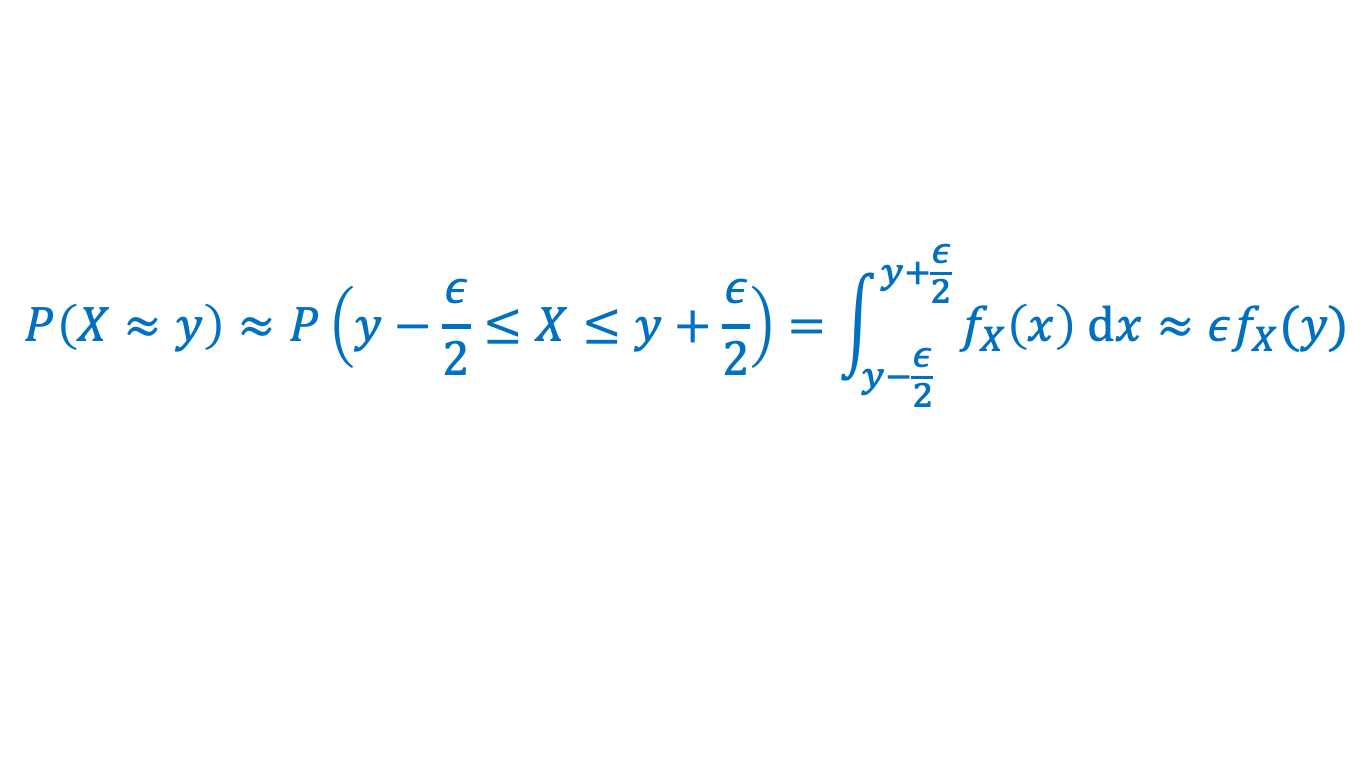 P(X ≈ y) ≈ P(y − ϵ/2 ≤ X ≤ y + ϵ/2) = ∫_{y−ϵ/2}^{y+ϵ/2} f_X(x) dx ≈ ϵf_X(y)